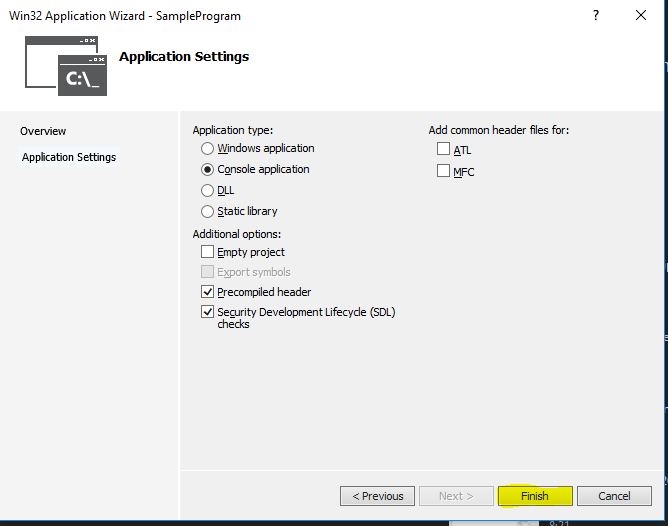 Win32 Application Wizard - SampleProgram
?
C:\_
Application Settings
Overview
Application Settings
Application type:
Windows application
Console application
DLL
Static library
Additional options:
Empty project
Export symbols
Precompiled header
Security Development Lifecycle (SDL)
checks
Add common header files for:
ATL
MFC
< Previous
Next >
Finish
Cancel
8:21